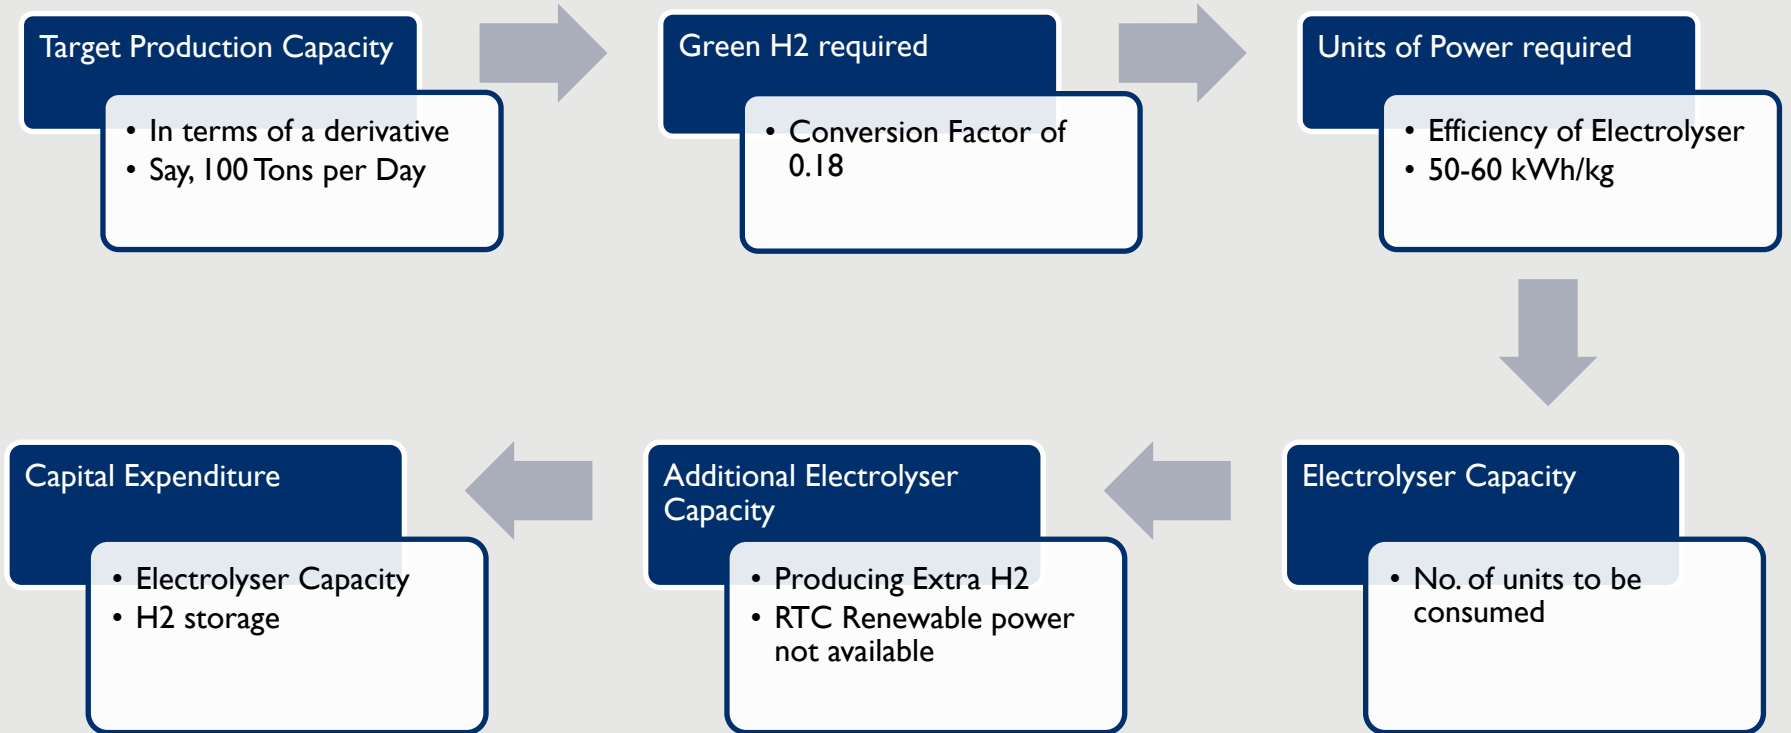 Target Production Capacity
• In terms of a derivative
• Say, 100 Tons per Day
Green H2 required
• Conversion Factor of
0.18
Units of Power required
• Efficiency of Electrolyser
• 50-60 kWh/kg
Electrolyser Capacity
• No. of units to be
consumed
Additional Electrolyser
Capacity
• Producing Extra H2
• RTC Renewable power
not available
Capital Expenditure
• Electrolyser Capacity
• H2 storage